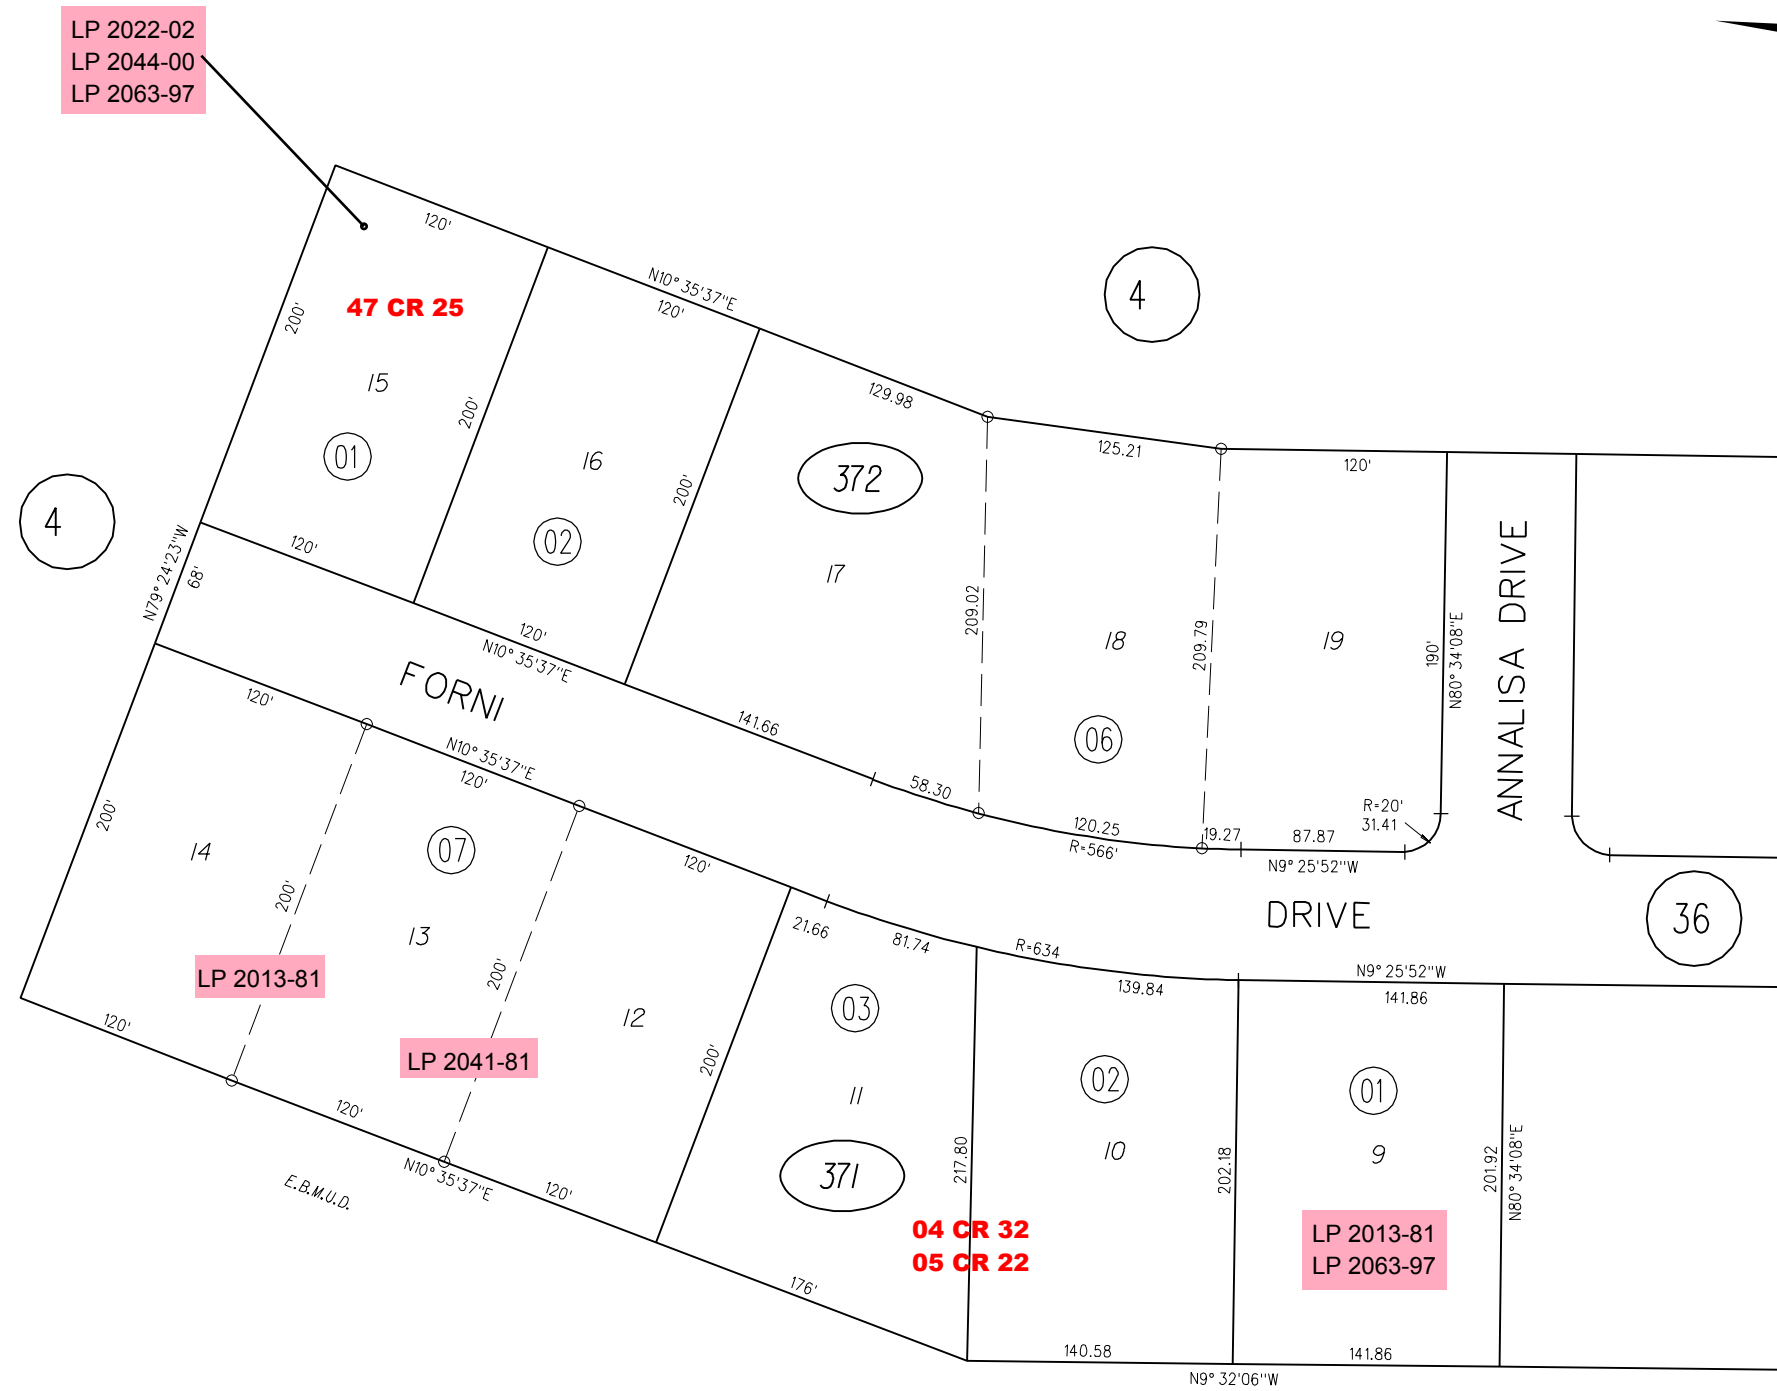 LP 2022-02
LP 2044-00
LP 2063-97
120'
N10° 35'37"E
120'
4
200'
47 CR 25
15
01
200'
16
02
200'
129.98
372
17
125.21
120'
4
N79° 24'23"W
68'
120'
120'
N10° 35'37"E
141.66
58.30
209.02
18
06
209.79
19
190'
N80° 34'08"E
ANNALISA DRIVE
R=20'
31.41
120.25
R=566'
19.27
87.87
N9° 25'52"W
FORNI
DRIVE
36
120'
N10° 35'37"E
120'
120'
21.66
81.74
R=634
139.84
N9° 25'52"W
141.86
200'
14
200'
07
13
200'
12
200'
LP 2013-81
LP 2041-81
03
11
371
217.80
04 CR 32
05 CR 22
02
10
202.18
01
9
201.92
N80° 34'08"E
LP 2013-81
LP 2063-97
120'
120'
N10° 35'37"E
120'
E.B.M.U.D.
176'
140.58
141.86
N9° 32'06"W